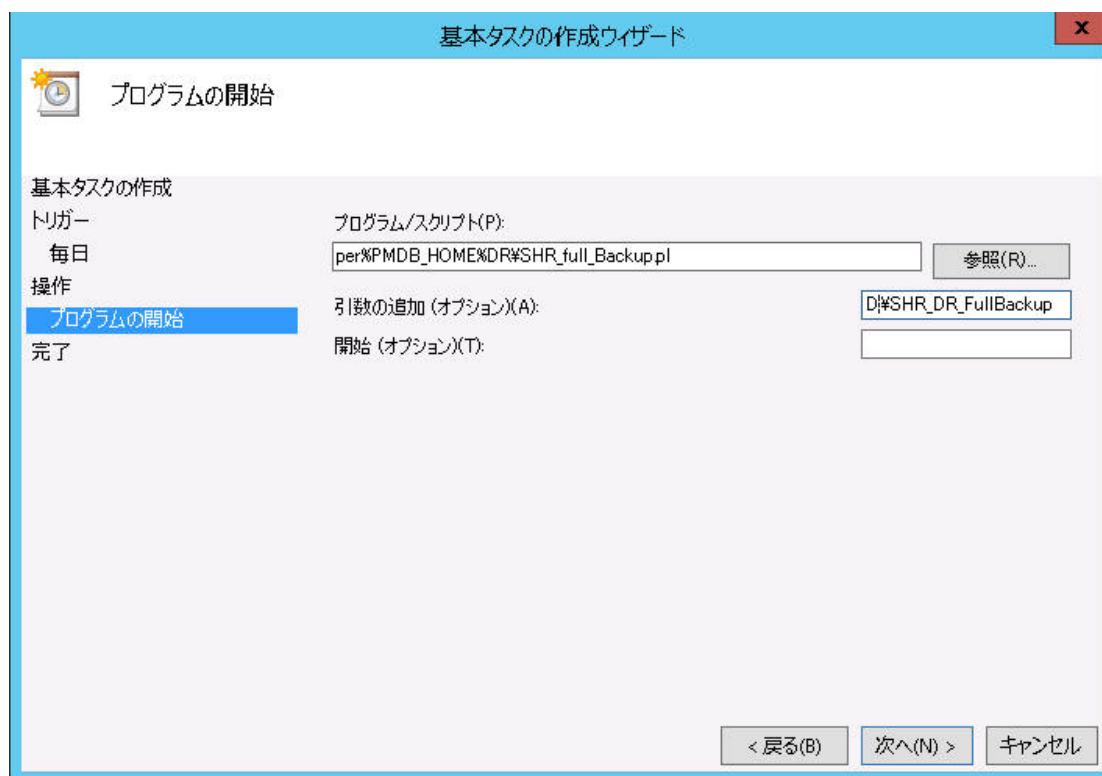 基本タスクの作成ウィザード
x
プログラムの開始
基本タスクの作成
トリガー
毎日
操作
プログラムの開始
完了
プログラム/スクリプト(P):
per%PMDB_HOME%DR¥SHR_full_Backup.pl
参照(R)...
引数の追加 (オプション)(A):
D:¥SHR_DR_FullBackup
開始 (オプション)(T):
< 戻る(B)
次へ(N) >
キャンセル